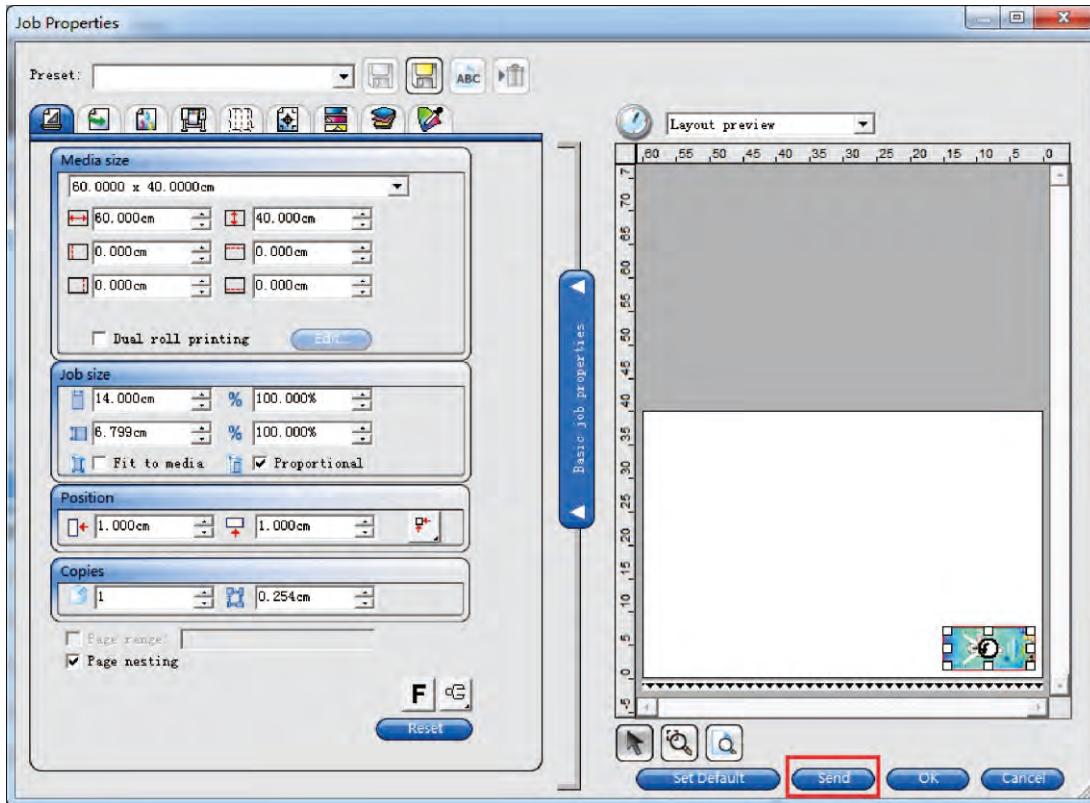 Job Properties
Preset:
ABC
Layout preview
Media size
60.0000 x 40.0000cm
60.000cm 40.000cm
0.000cm 0.000cm
0.000cm 0.000cm
Dual roll printing Edit...
Job size
14.000cm % 100.000%
6.799cm % 100.000%
Fit to media Proportional
Position
1.000cm 1.000cm
Copies
1 0.254cm
Page range:
Page nesting
F
Reset
Basic job properties
60 55 50 45 40 35 30 25 20 15 10 5 0
7
70
65
60
55
50
45
40
35
30
25
20
15
10
5
0
-5
Set Default Send OK Cancel